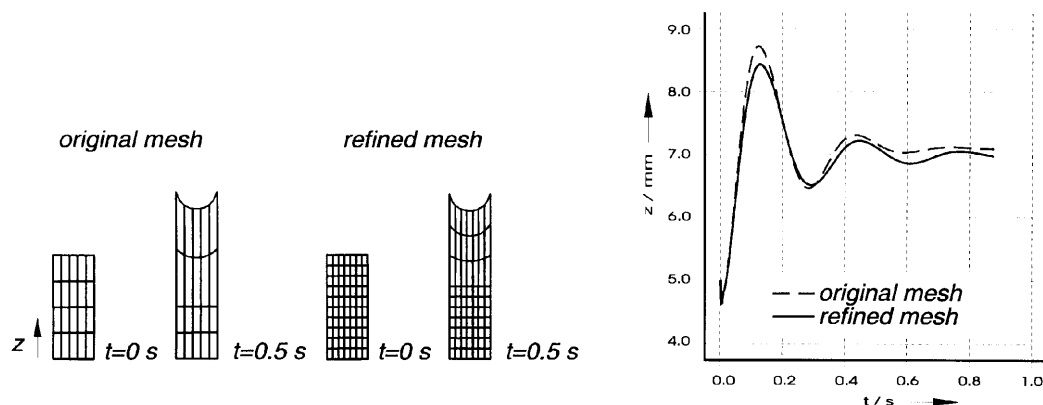 original mesh
refined mesh
z
t=0 s
t=0.5 s
t=0 s
t=0.5 s
9.0
8.0
7.0
6.0
5.0
4.0
z / mm
original mesh
refined mesh
0.0 0.2 0.4 0.6 0.8 1.0
t / s